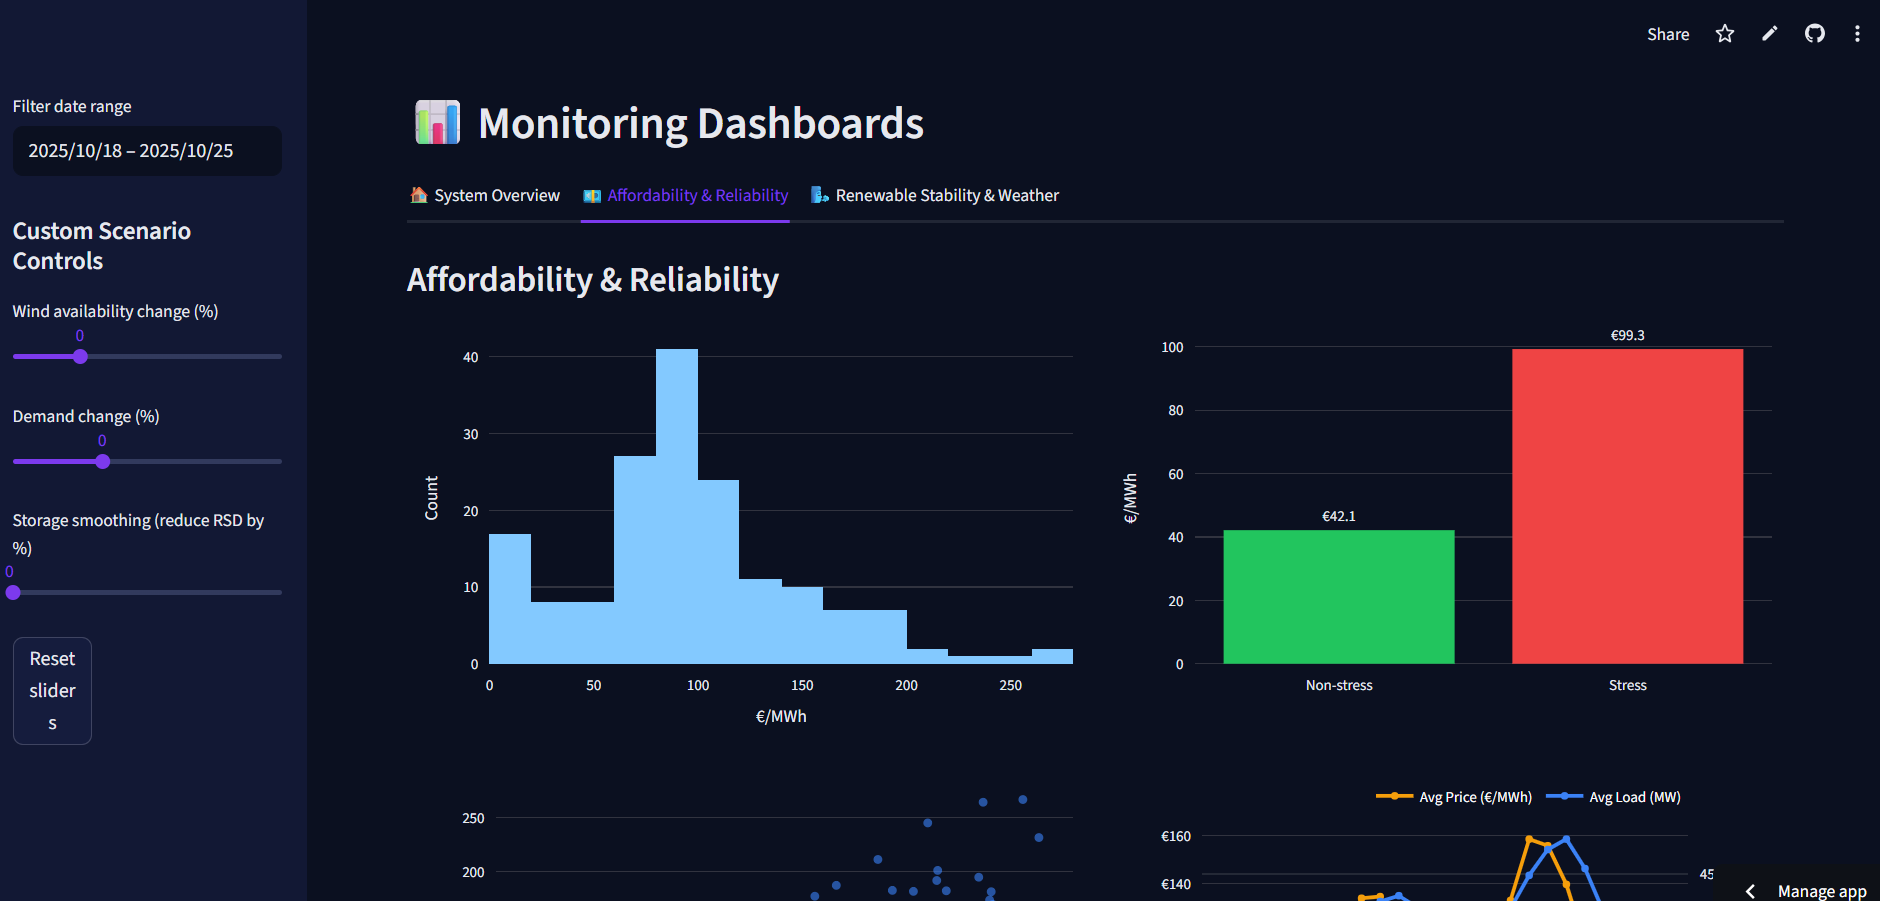 Share
Filter date range
2025/10/18 – 2025/10/25
Custom Scenario
Controls
Wind availability change (%)
0
Demand change (%)
0
Storage smoothing (reduce RSD by
%)
0
Reset
slider
s
Monitoring Dashboards
System Overview
Affordability & Reliability
Renewable Stability & Weather
Affordability & Reliability
40
30
20
10
0
Count
0 50 100 150 200 250
€/MWh
100
80
60
40
20
0
€/MWh
€42.1
€99.3
Non-stress
Stress
250
200
Avg Price (€/MWh)
Avg Load (MW)
€160
€140
45
Manage app